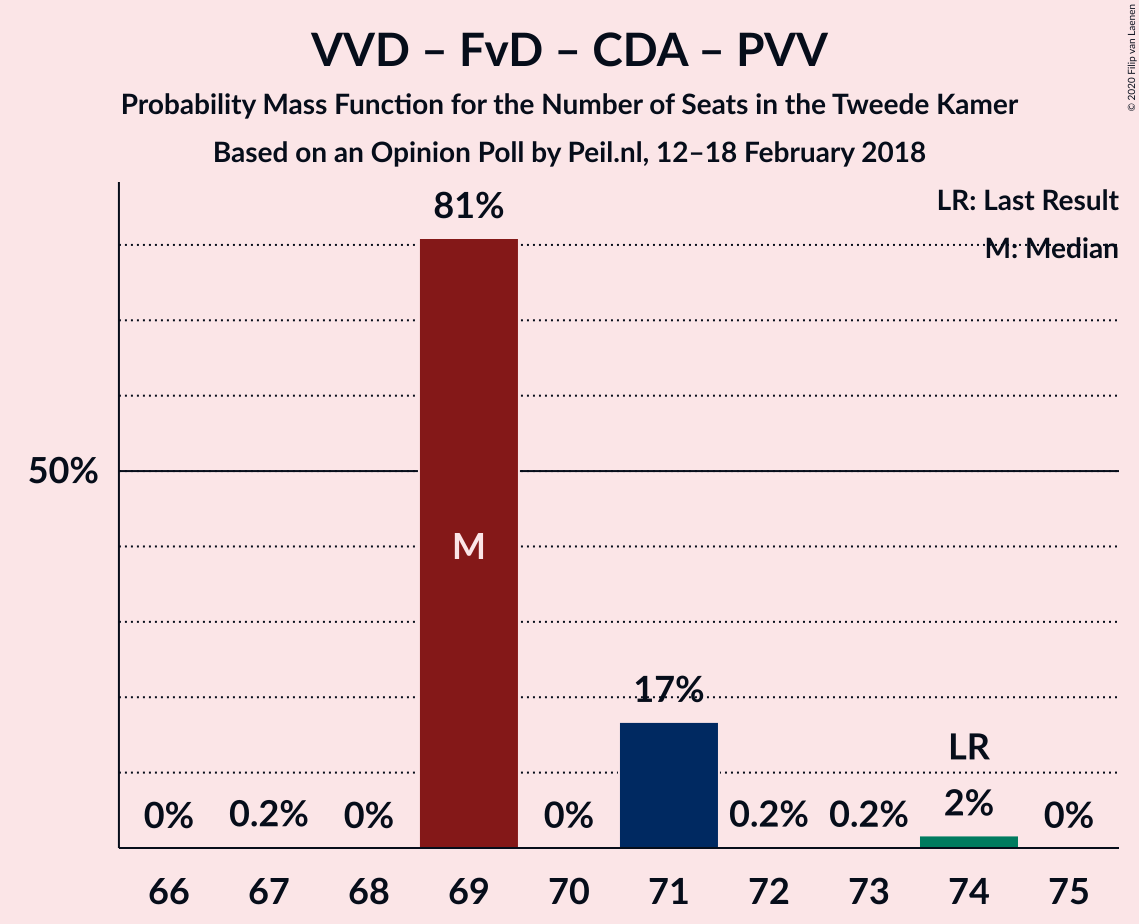 VVD – FvD – CDA – PVV
Probability Mass Function for the Number of Seats in the Tweede Kamer
Based on an Opinion Poll by Peil.nl, 12–18 February 2018
© 2020 Filip van Laenen
LR: Last Result
M: Median
81%
50%
M
17%
LR
0% 0.2% 0% 0% 0.2% 0.2% 2% 0%
66 67 68 69 70 71 72 73 74 75